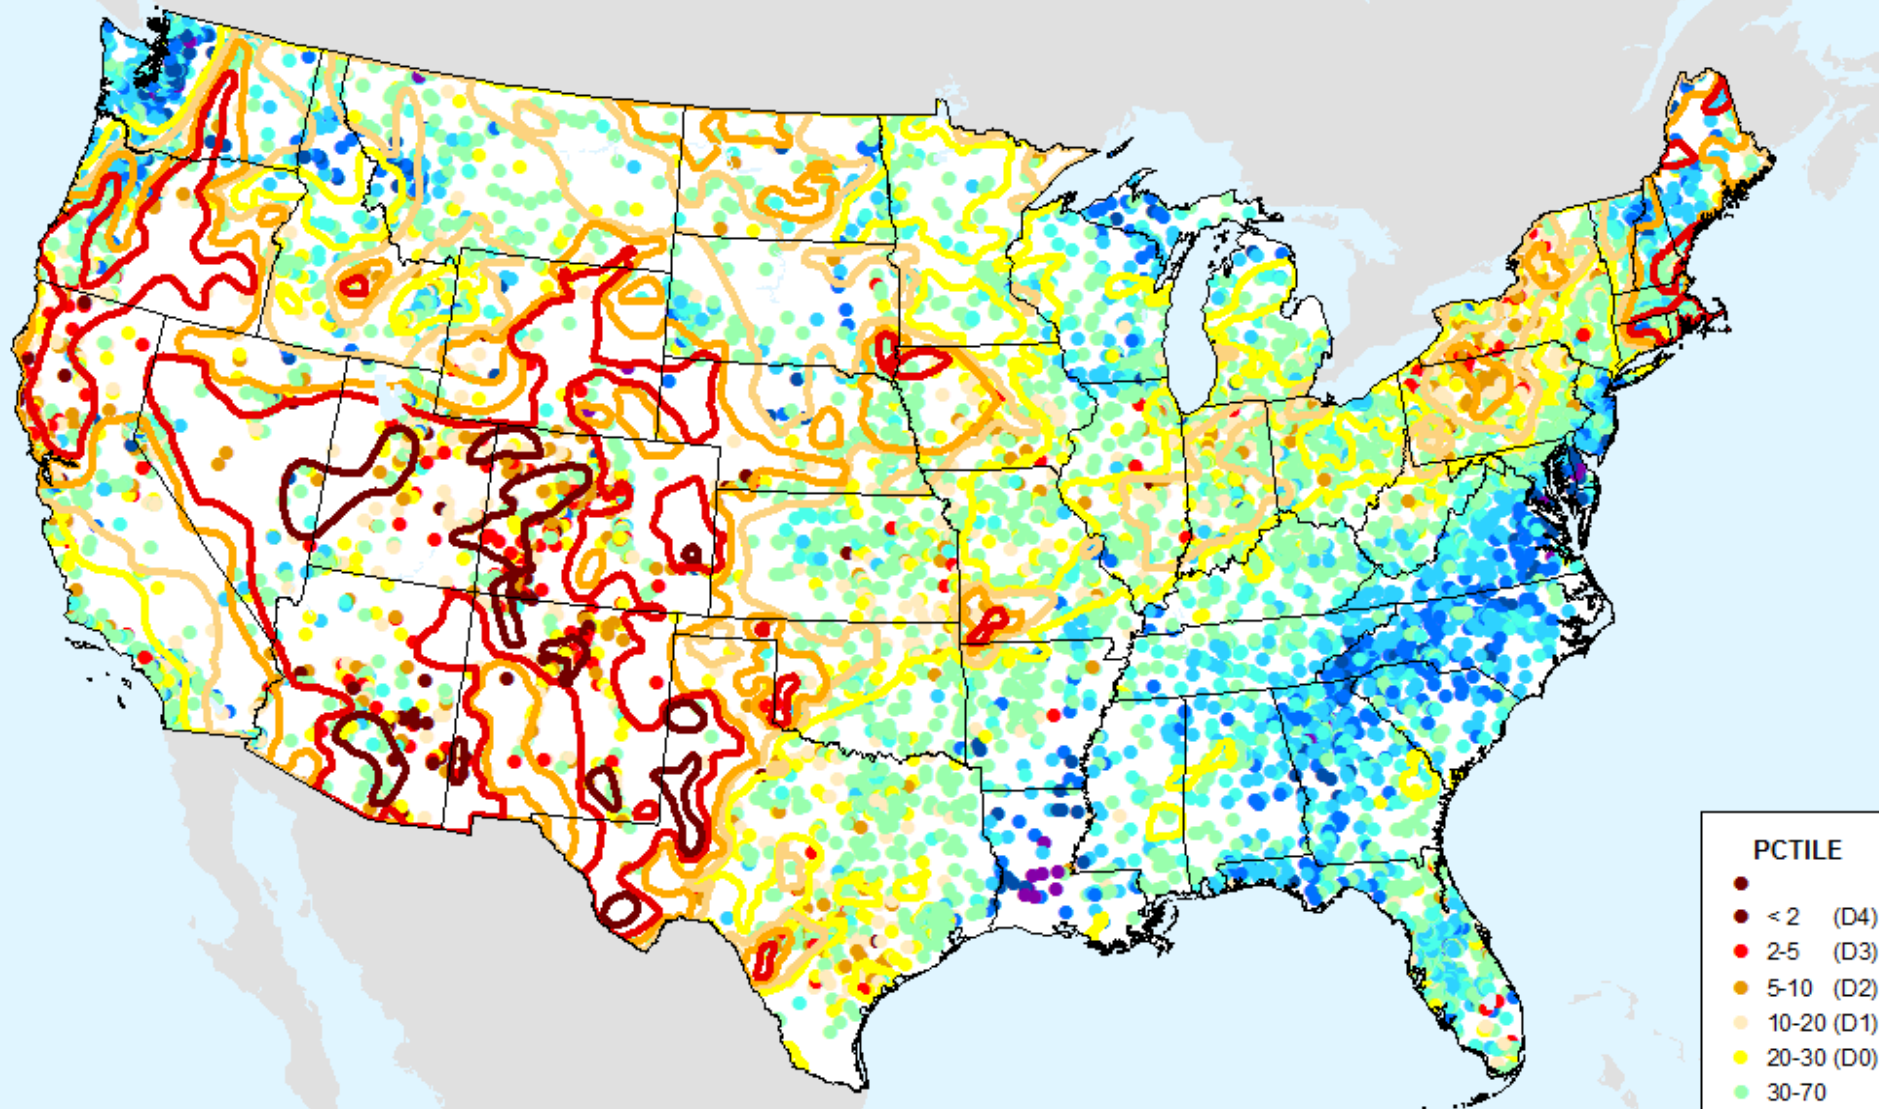 PCTILE
< 2 (D4)
2-5 (D3)
5-10 (D2)
10-20 (D1)
20-30 (D0)
30-70